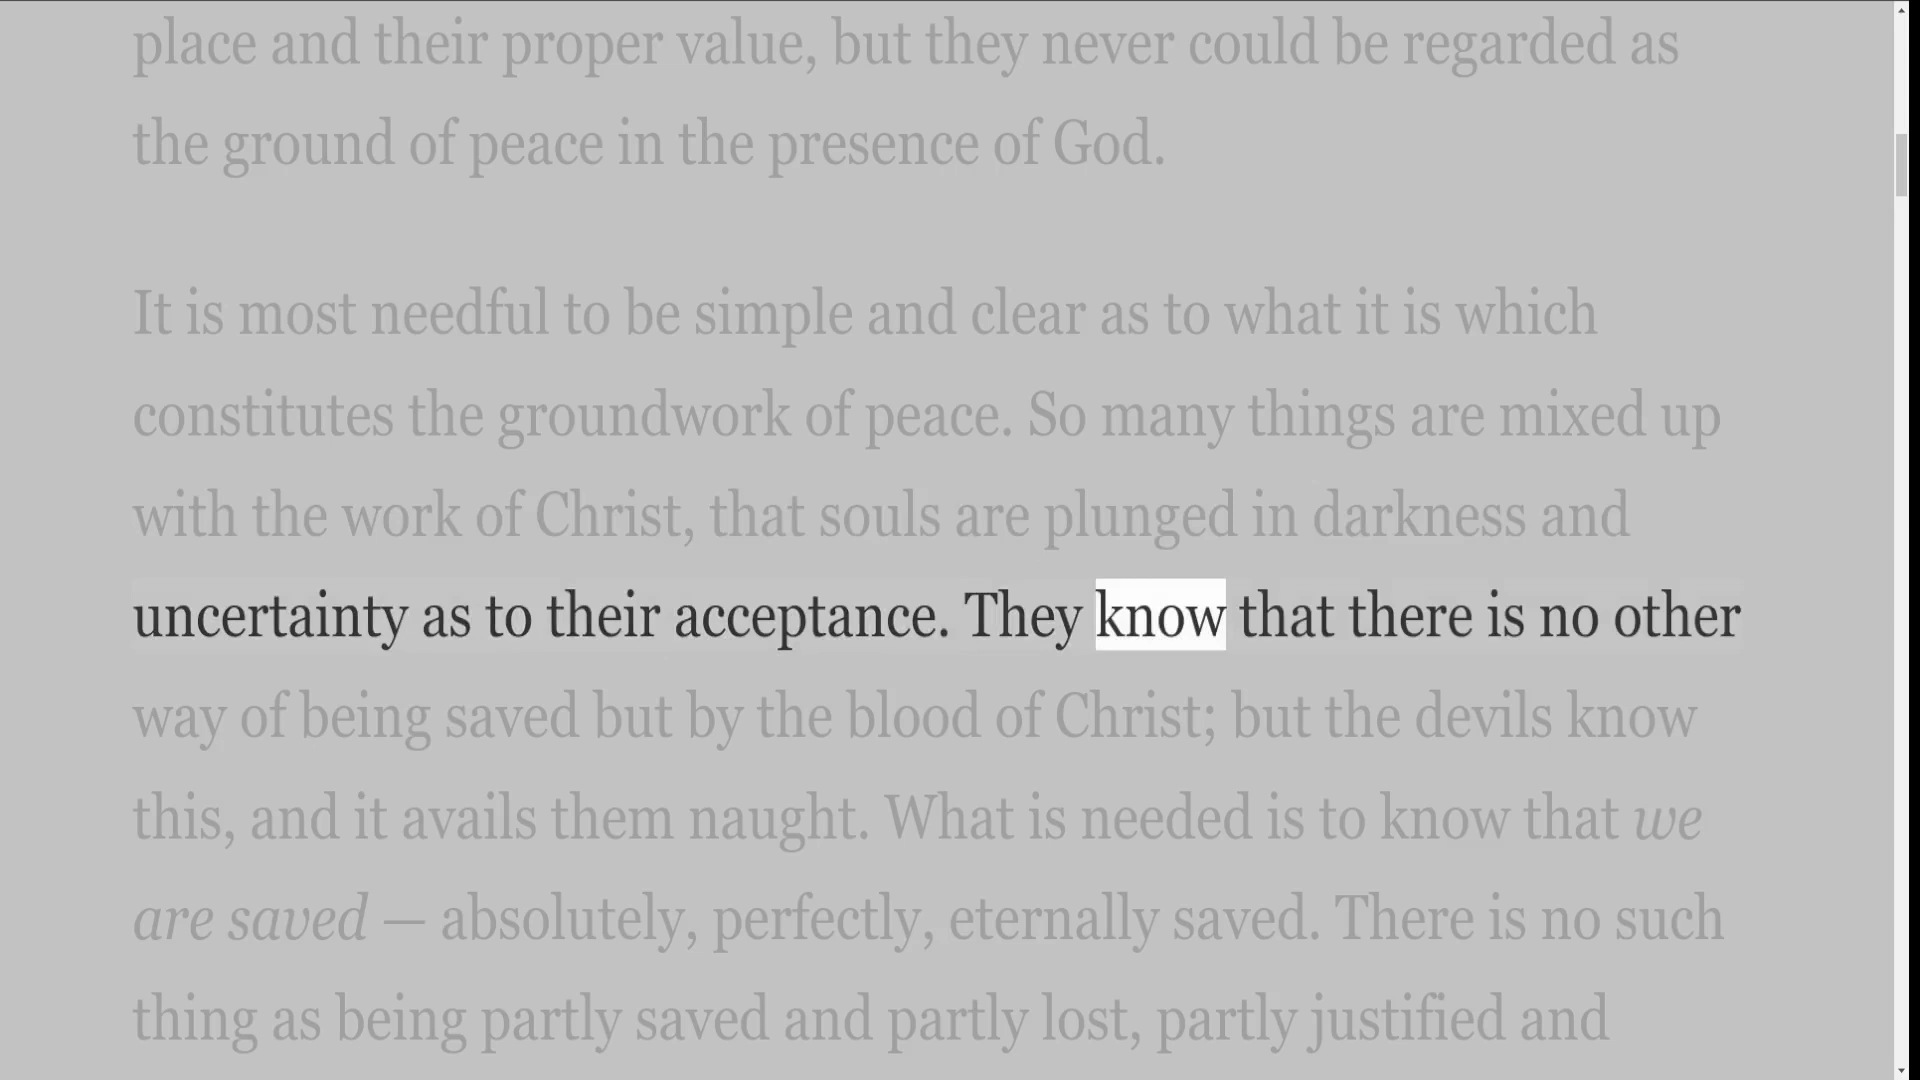 place and their proper value, but they never could be regarded as
the ground of peace in the presence of God.
It is most needful to be simple and clear as to what it is which
constitutes the groundwork of peace. So many things are mixed up
with the work of Christ, that souls are plunged in darkness and
uncertainty as to their acceptance. They know that there is no other
way of being saved but by the blood of Christ; but the devils know
this, and it avails them naught. What is needed is to know that we
are saved — absolutely, perfectly, eternally saved. There is no such
thing as being partly saved and partly lost, partly justified and